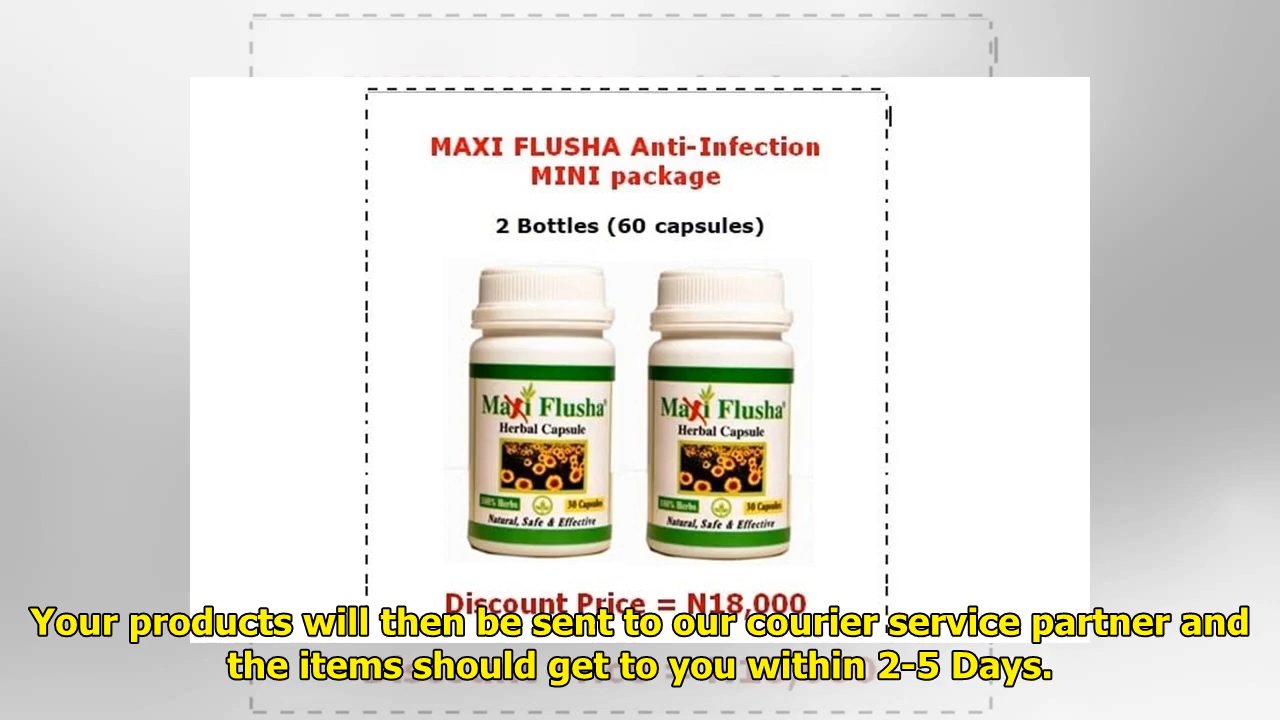 MAXI FLUSHA Anti-Infection
MINI package
2 Bottles (60 capsules)
Maxi Flusha®
Herbal Capsule
100% Herbs
30 Capsules
Natural, Safe & Effective
Maxi Flusha®
Herbal Capsule
100% Herbs
30 Capsules
Natural, Safe & Effective
Discount Price = N18,000
Your products will then be sent to our courier service partner and
the items should get to you within 2-5 Days.